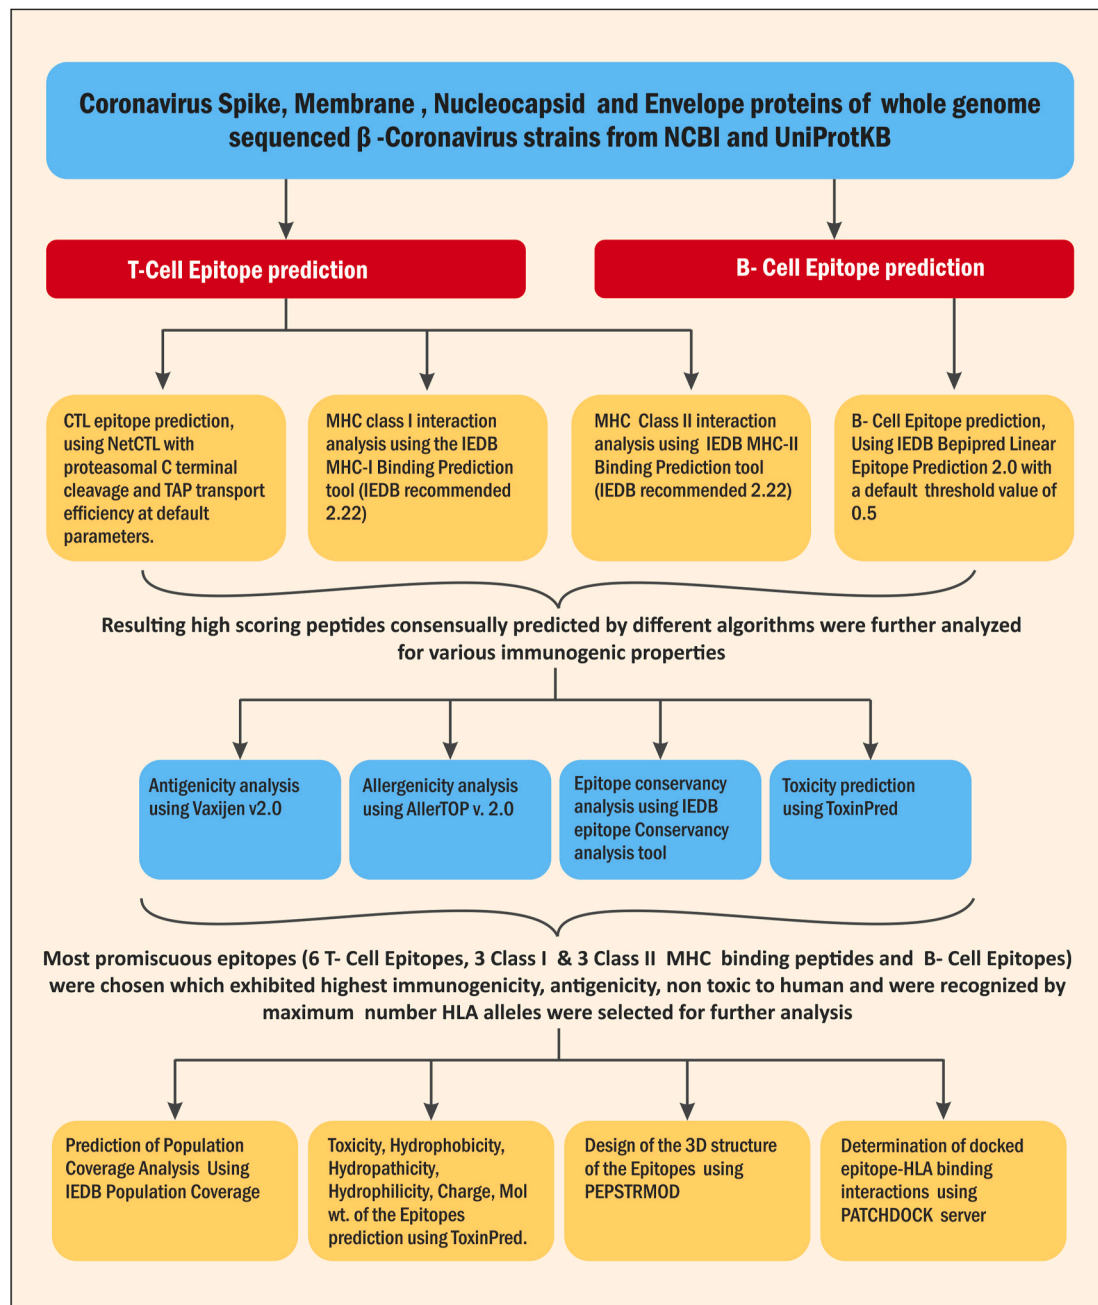 Coronavirus Spike, Membrane , Nucleocapsid and Envelope proteins of whole genome
sequenced β -Coronavirus strains from NCBI and UniProtKB
T-Cell Epitope prediction
B- Cell Epitope prediction
CTL epitope prediction,
using NetCTL with
proteasomal C terminal
cleavage and TAP transport
efficiency at default
parameters.
MHC class I interaction
analysis using the IEDB
MHC-I Binding Prediction
tool (IEDB recommended
2.22)
MHC Class II interaction
analysis using IEDB MHC-II
Binding Prediction tool
(IEDB recommended 2.22)
B- Cell Epitope prediction,
Using IEDB Bepipred Linear
Epitope Prediction 2.0 with
a default threshold value of
0.5
Resulting high scoring peptides consensually predicted by different algorithms were further analyzed
for various immunogenic properties
Antigenicity analysis
using Vaxijen v2.0
Allergenicity analysis
using AllerTOP v. 2.0
Epitope conservancy
analysis using IEDB
epitope Conservancy
analysis tool
Toxicity prediction
using ToxinPred
Most promiscuous epitopes (6 T- Cell Epitopes, 3 Class I & 3 Class II MHC binding peptides and B- Cell Epitopes)
were chosen which exhibited highest immunogenicity, antigenicity, non toxic to human and were recognized by
maximum number HLA alleles were selected for further analysis
Prediction of Population
Coverage Analysis Using
IEDB Population Coverage
Toxicity, Hydrophobicity,
Hydropathicity,
Hydrophilicity, Charge, Mol
wt. of the Epitopes
prediction using ToxinPred.
Design of the 3D structure
of the Epitopes using
PEPSTRMOD
Determination of docked
epitope-HLA binding
interactions using
PATCHDOCK server